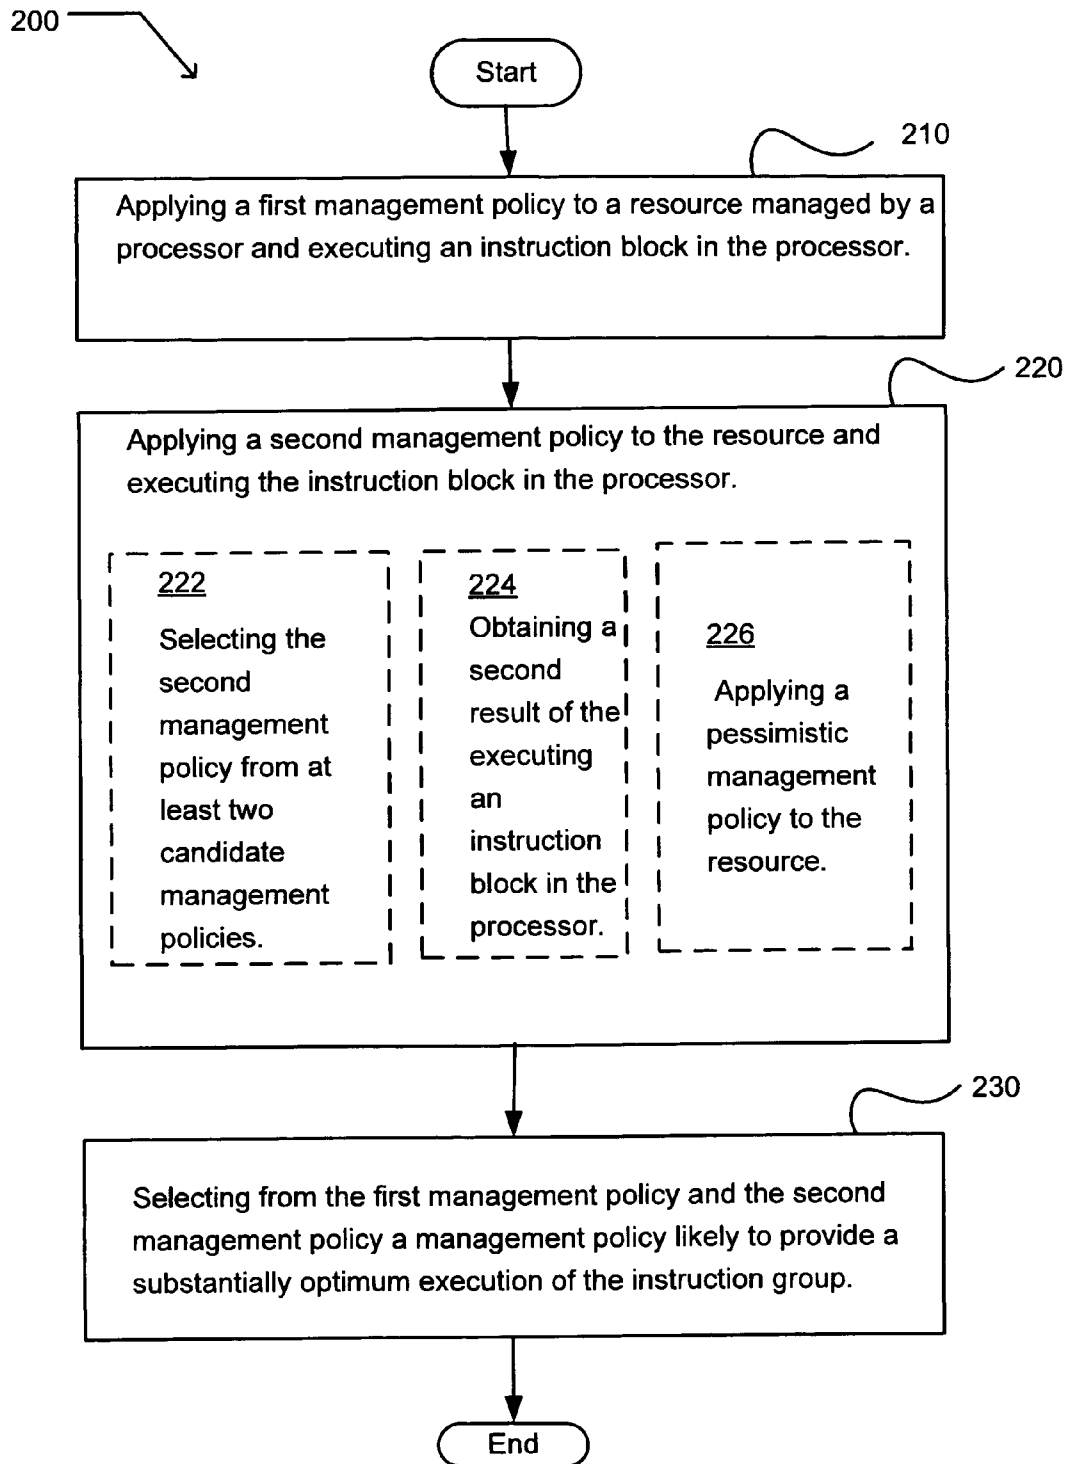 200
Start
210
Applying a first management policy to a resource managed by a
processor and executing an instruction block in the processor.
220
Applying a second management policy to the resource and
executing the instruction block in the processor.
222
Selecting the
second
management
policy from at
least two
candidate
management
policies.
224
Obtaining a
second
result of the
executing
an
instruction
block in the
processor.
226
Applying a
pessimistic
management
policy to the
resource.
230
Selecting from the first management policy and the second
management policy a management policy likely to provide a
substantially optimum execution of the instruction group.
End